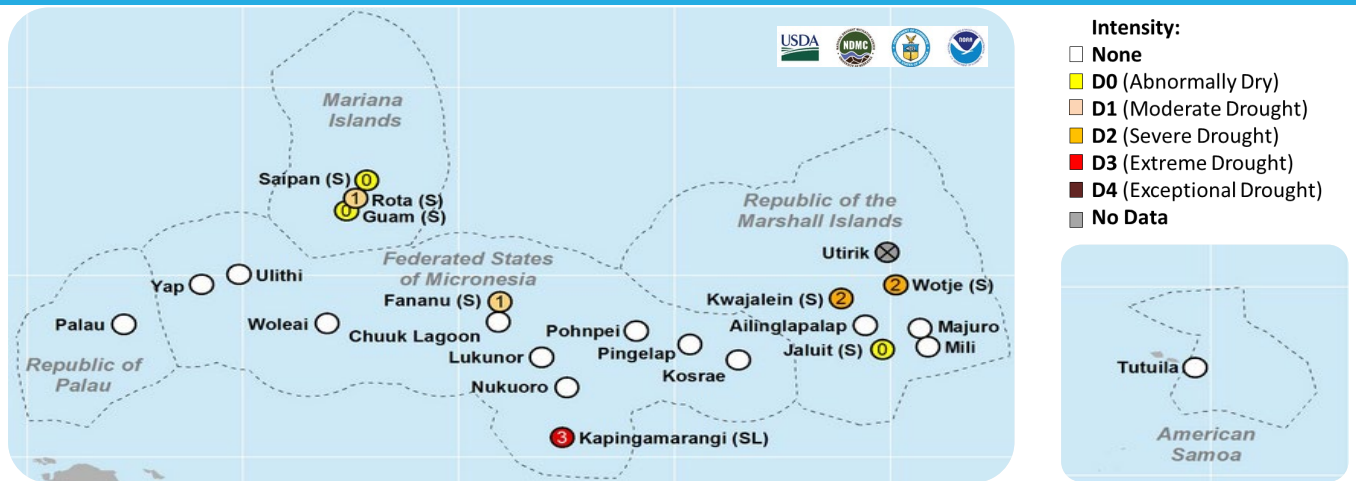 USDA
NDMC
NOAA
Intensity:
None
D0 (Abnormally Dry)
D1 (Moderate Drought)
D2 (Severe Drought)
D3 (Extreme Drought)
D4 (Exceptional Drought)
No Data
Mariana
Islands
Saipan (S) 0
1 Rota (S)
0 Guam (S)
Republic of the
Marshall Islands
Utirik
2 Wotje (S)
Kwajalein (S) 2
Ailinglapalap
Majuro
Jaluit (S) 0
Mili
Federated States
of Micronesia
Yap
Ulithi
Fananu (S) 1
Palau
Woleai
Chuuk Lagoon
Pohnpei
Lukunor
Pingelap
Kosrae
Nukuoro
3 Kapingamarangi (SL)
Republic of
Palau
Tutuila
American
Samoa